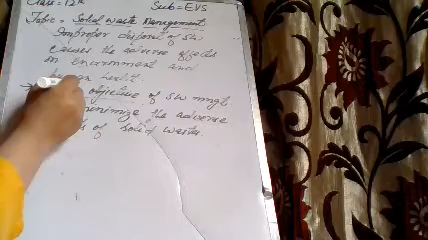 Class = 12th Sub = EVS
Topic = Solid waste management
Improper disposal of SW
causes the adverse effects
on environment and
human health
objective of SW mngt
minimize the adverse
of solid waste.